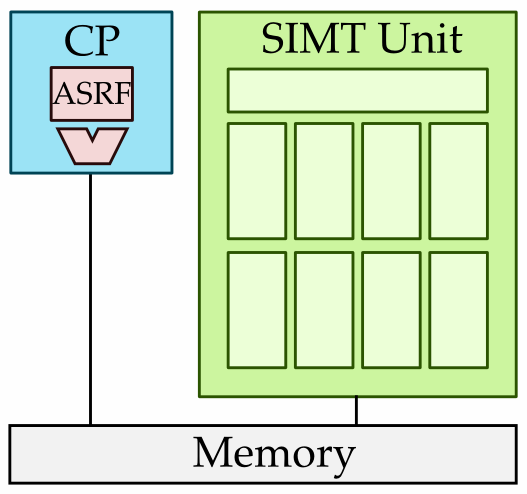 CP
ASRF
SIMT Unit
Memory